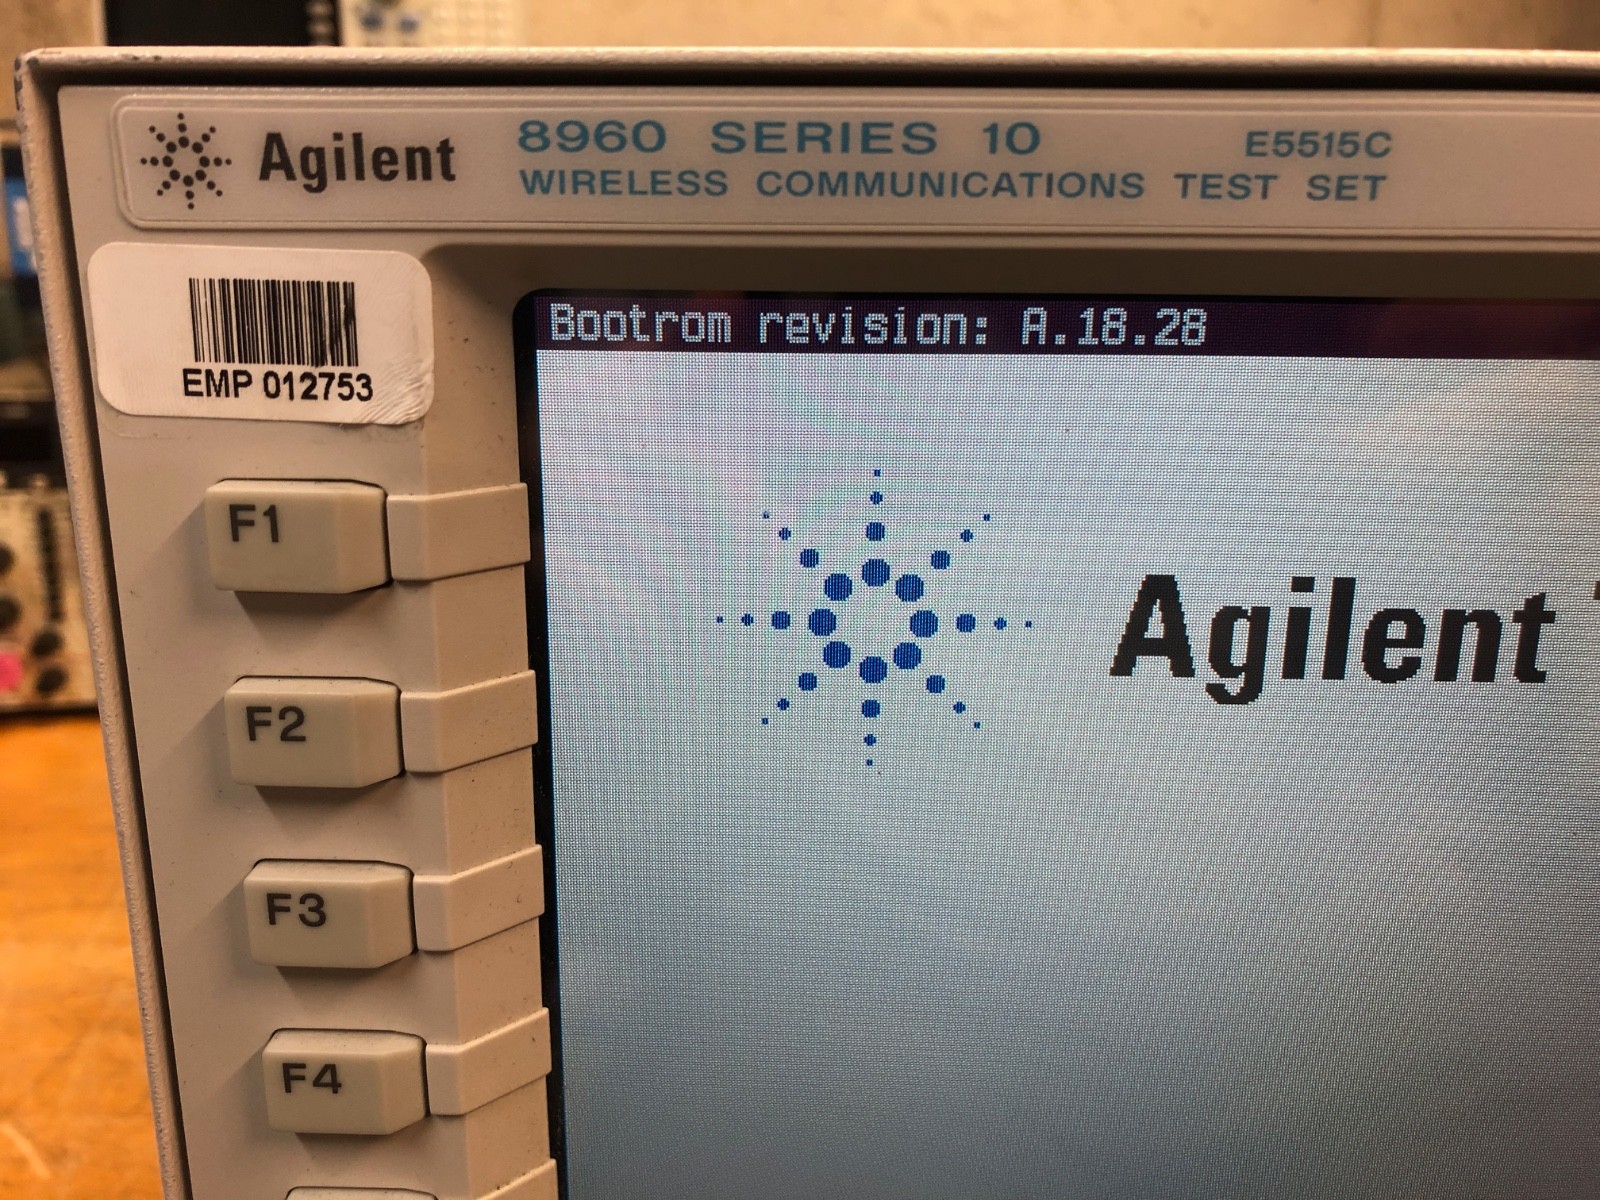 Agilent
8960 SERIES 10 E5515C
WIRELESS COMMUNICATIONS TEST SET
EMP 012753
Bootrom revision: A.18.28
Agilent
F1
F2
F3
F4